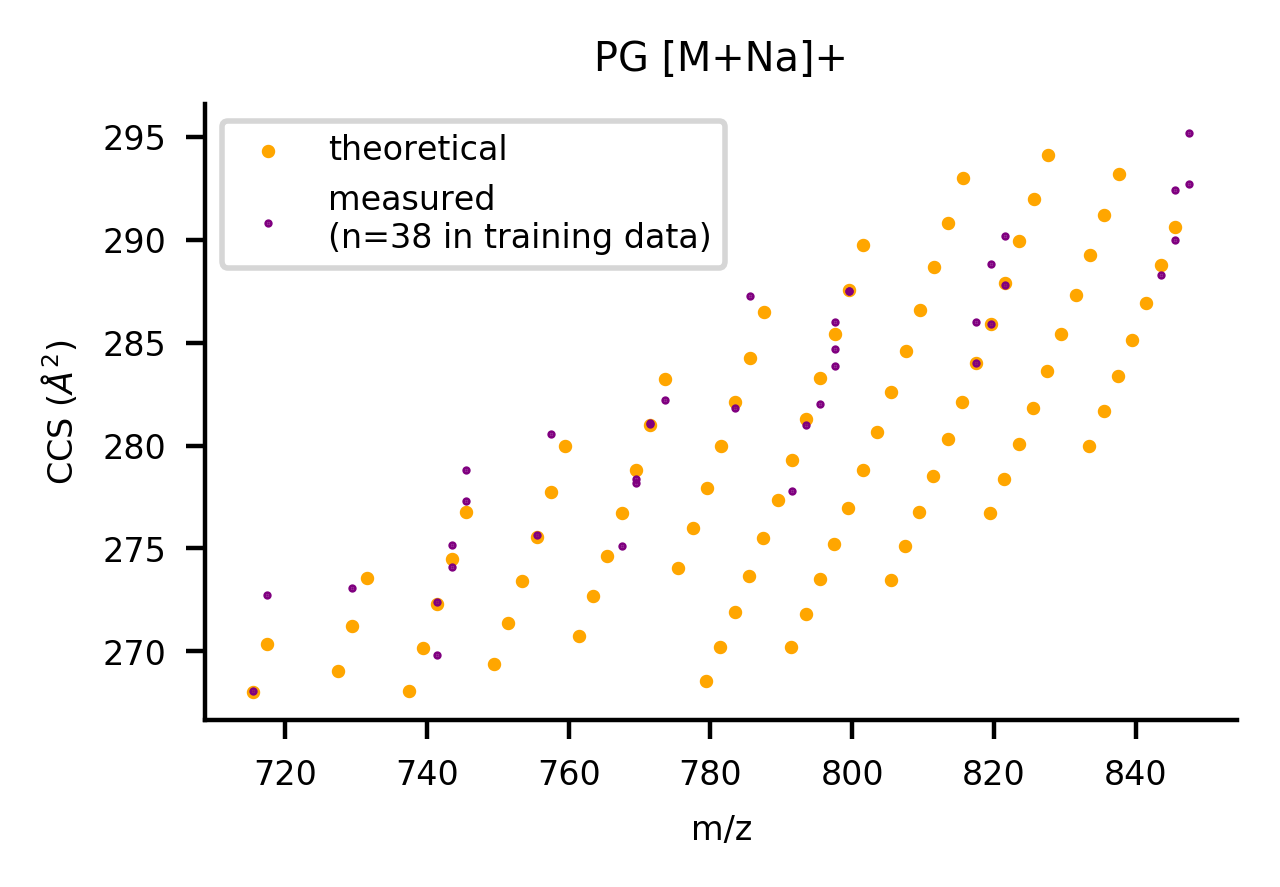 PG [M+Na]+
theoretical
measured
(n=38 in training data)
CCS (Å²)
295
290
285
280
275
270
720 740 760 780 800 820 840
m/z